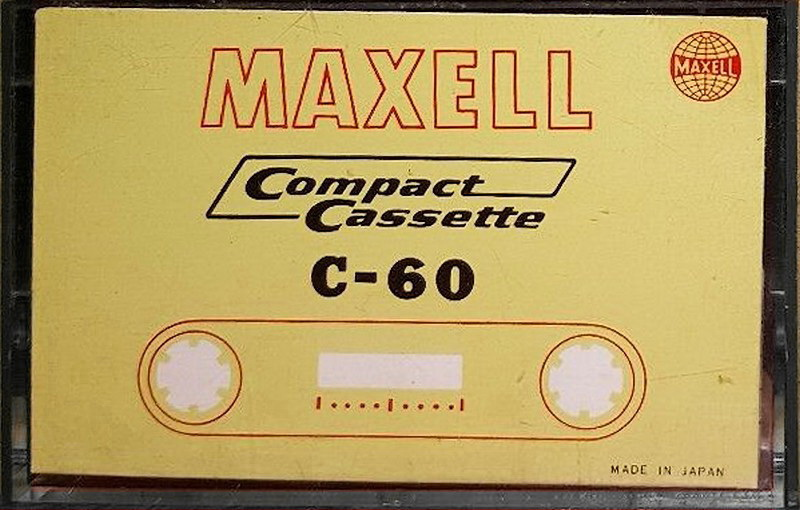 MAXELL
MAXELL
Compact
Cassette
C-60
MADE IN JAPAN